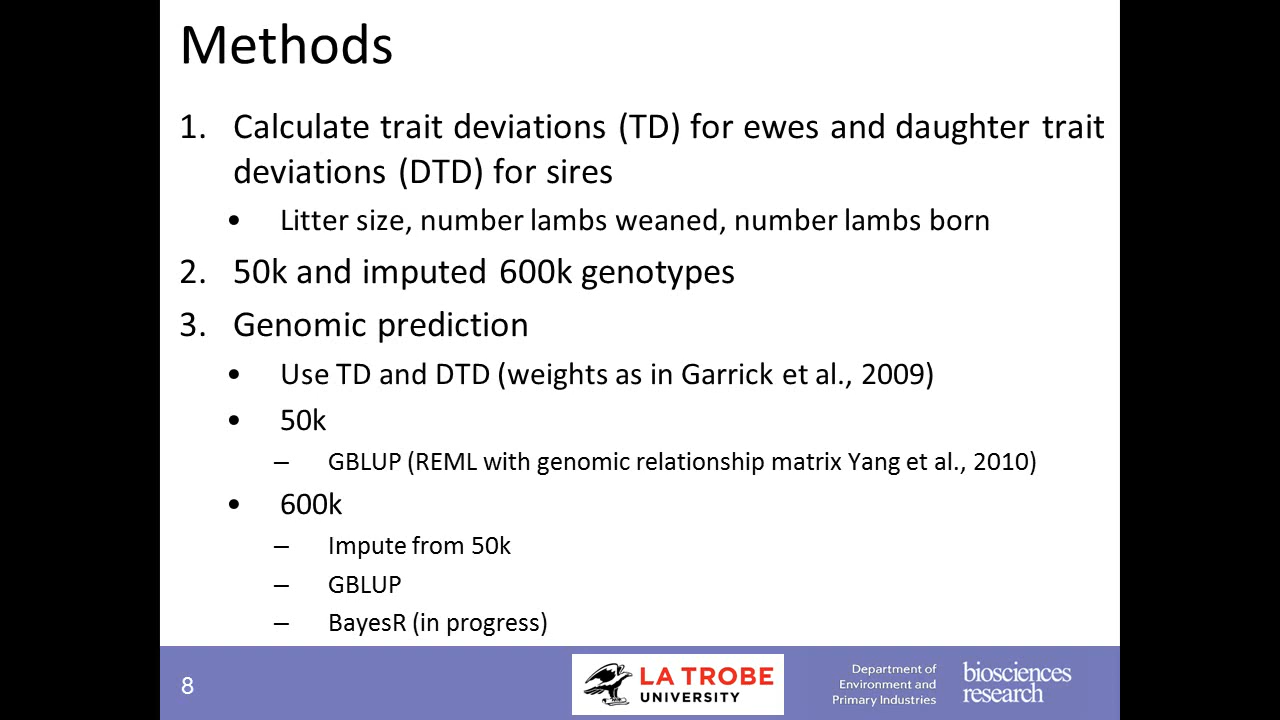 Methods
1. Calculate trait deviations (TD) for ewes and daughter trait
deviations (DTD) for sires
• Litter size, number lambs weaned, number lambs born
2. 50k and imputed 600k genotypes
3. Genomic prediction
• Use TD and DTD (weights as in Garrick et al., 2009)
• 50k
– GBLUP (REML with genomic relationship matrix Yang et al., 2010)
• 600k
– Impute from 50k
– GBLUP
– BayesR (in progress)
8
LA TROBE
UNIVERSITY
Department of
Environment and
Primary Industries
biosciences
research